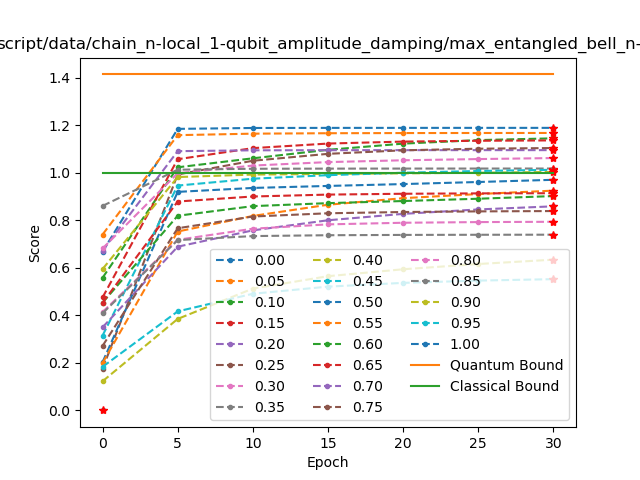 script/data/chain_n-local_1-qubit_amplitude_damping/max_entangled_bell_n-
Score
1.4
1.2
1.0
0.8
0.6
0.4
0.2
0.0
0.00 0.40 0.80
0.05 0.45 0.85
0.10 0.50 0.90
0.15 0.55 0.95
0.20 0.60 1.00
0.25 0.65 Quantum Bound
0.30 0.70 Classical Bound
0.35 0.75
0 5 10 15 20 25 30
Epoch